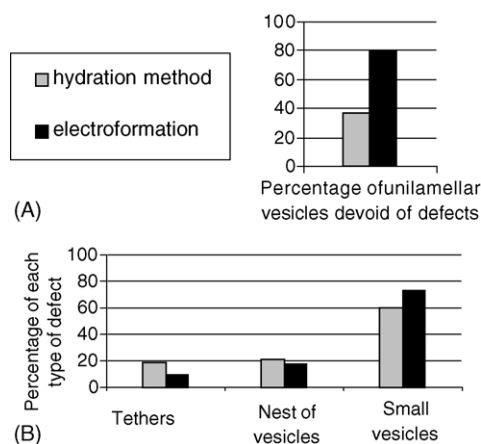 hydration method
electroformation
100
80
60
40
20
0
Percentage ofunilamellar
vesicles devoid of defects
(A)
Percentage of each
type of defect
100
80
60
40
20
0
Tethers
Nest of
vesicles
Small
vesicles
(B)